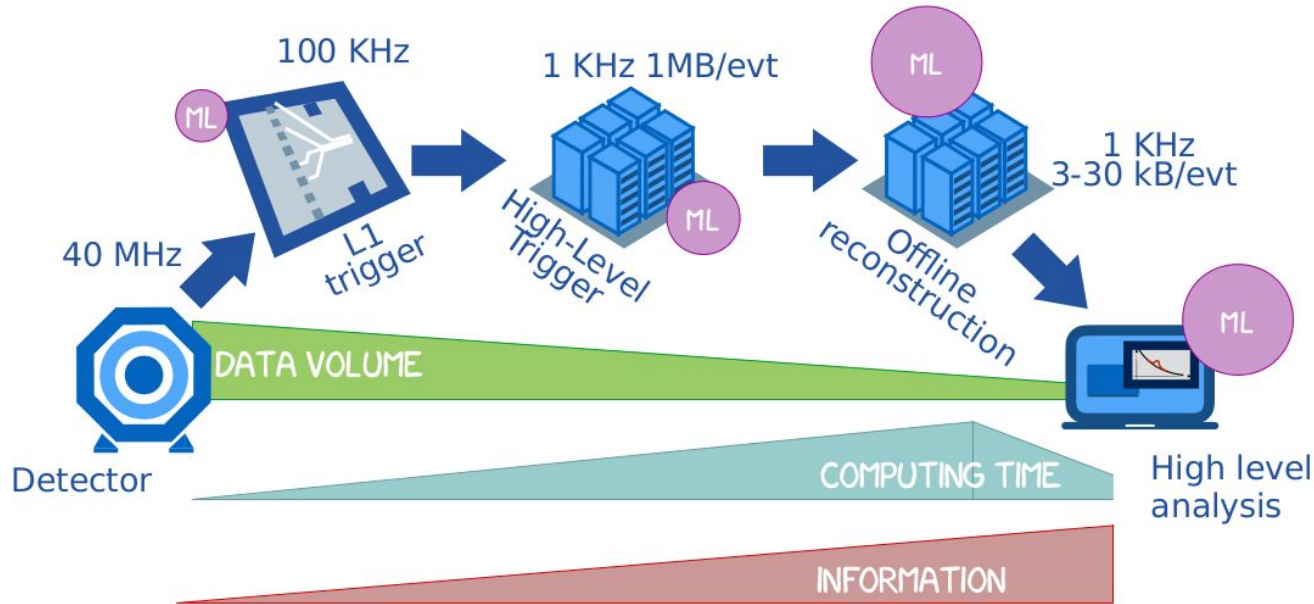 100 KHz
1 KHz 1MB/evt
ML
ML
1 KHz
3-30 kB/evt
ML
40 MHz
L1
trigger
High-Level
Trigger
Offline
reconstruction
ML
DATA VOLUME
Detector
COMPUTING TIME
High level
analysis
INFORMATION